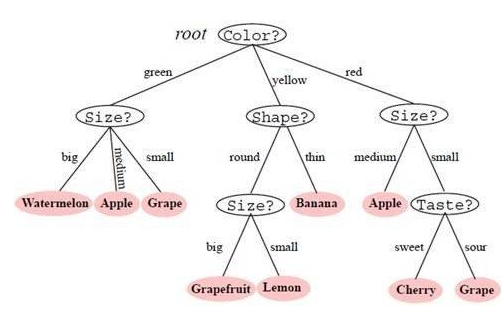 root Color?
green yellow red
Size? Shape? Size?
big medium small round thin medium small
Watermelon Apple Grape Size? Banana Apple Taste?
big small sweet sour
Grapefruit Lemon Cherry Grape